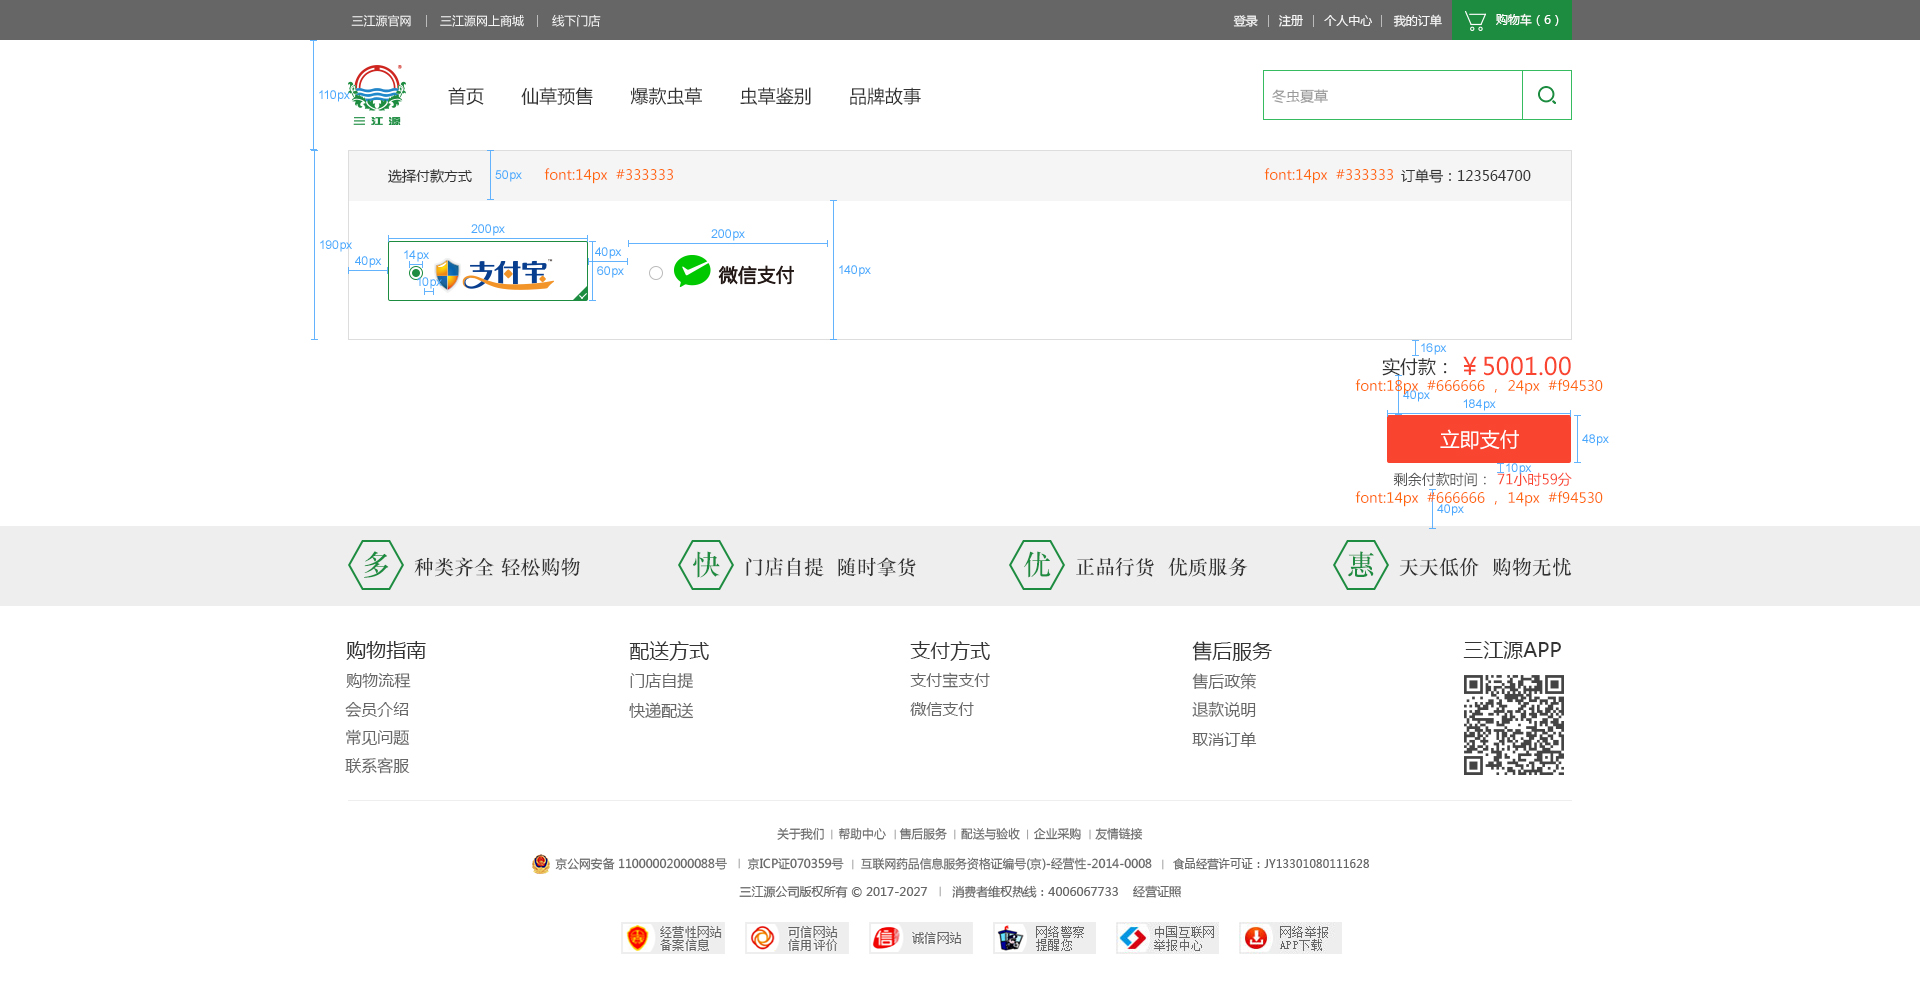 三江源官网 | 三江源网上商城 | 线下门店
登录 | 注册 | 个人中心 | 我的订单 购物车 ( 6 )
110px
三江源
首页 仙草预售 爆款虫草 虫草鉴别 品牌故事
冬虫夏草
选择付款方式 50px font:14px #333333
font:14px #333333 订单号：123564700
190px
40px
200px
14px
10px
支付宝
40px
60px
200px
微信支付
140px
16px
实付款： ¥ 5001.00
font:18px #666666 , 24px #f94530
40px
184px
立即支付
48px
10px
剩余付款时间： 71小时59分
font:14px #666666 , 14px #f94530
40px
多 种类齐全 轻松购物
快 门店自提 随时拿货
优 正品行货 优质服务
惠 天天低价 购物无忧
购物指南
购物流程
会员介绍
常见问题
联系客服
配送方式
门店自提
快递配送
支付方式
支付宝支付
微信支付
售后服务
售后政策
退款说明
取消订单
三江源APP
关于我们 | 帮助中心 | 售后服务 | 配送与验收 | 企业采购 | 友情链接
京公网安备 11000002000088号 | 京ICP证070359号 | 互联网药品信息服务资格证编号(京)-经营性-2014-0008 | 食品经营许可证：JY13301080111628
三江源公司版权所有 © 2017-2027 | 消费者维权热线：4006067733 经营证照
经营性网站
备案信息
可信网站
信用评价
信 诚信网站
网络警察
提醒您
中国互联网
举报中心
网络举报
APP下载